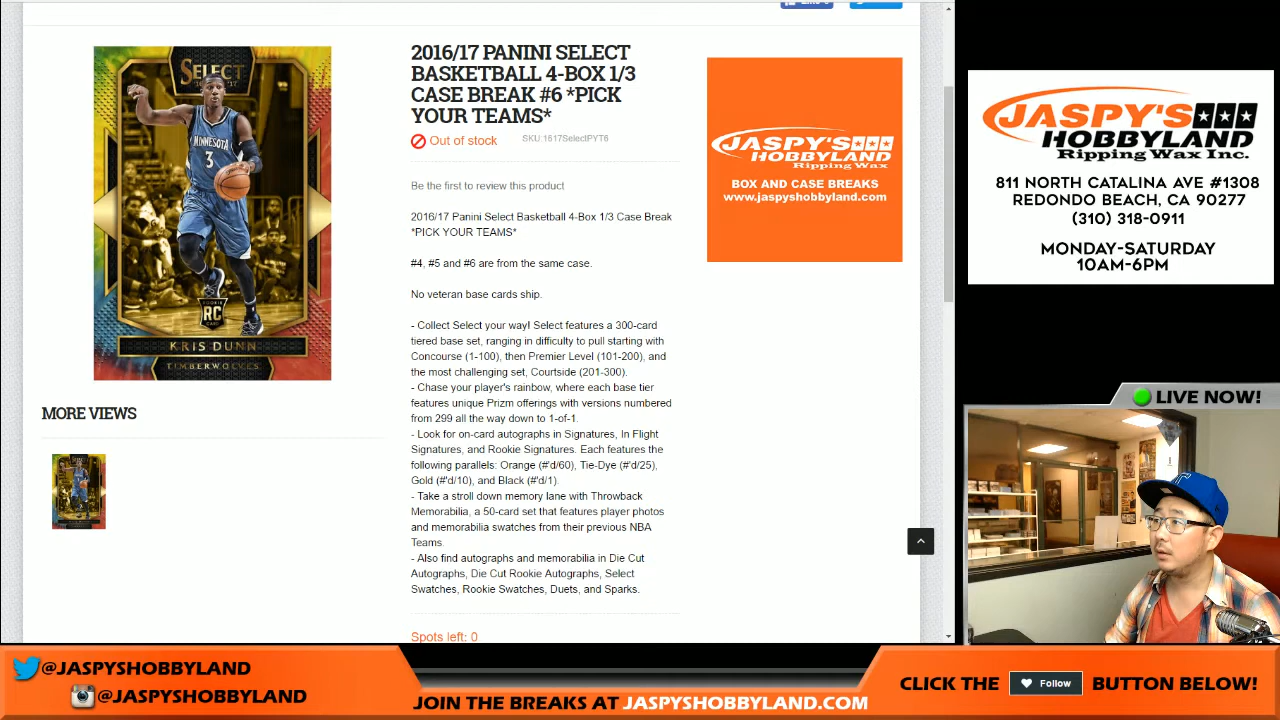 2016/17 PANINI SELECT
BASKETBALL 4-BOX 1/3
CASE BREAK #6 *PICK
YOUR TEAMS*
Out of stock
SKU:1617SelectPYT6
Be the first to review this product
2016/17 Panini Select Basketball 4-Box 1/3 Case Break
*PICK YOUR TEAMS*
#4, #5 and #6 are from the same case.
No veteran base cards ship.
- Collect Select your way! Select features a 300-card
tiered base set, ranging in difficulty to pull starting with
Concourse (1-100), then Premier Level (101-200), and
the most challenging set, Courtside (201-300).
- Chase your player's rainbow, where each base tier
features unique Prizm offerings with versions numbered
from 299 all the way down to 1-of-1.
- Look for on-card autographs in Signatures, In Flight
Signatures, and Rookie Signatures. Each features the
following parallels: Orange (#'d/60), Tie-Dye (#'d/25),
Gold (#'d/10), and Black (#'d/1).
- Take a stroll down memory lane with Throwback
Memorabilia, a 50-card set that features player photos
and memorabilia swatches from their previous NBA
Teams.
- Also find autographs and memorabilia in Die Cut
Autographs, Die Cut Rookie Autographs, Select
Swatches, Rookie Swatches, Duets, and Sparks.
Spots left: 0
SELECT
MINNESOTA
3
ROOKIE
RC
KRIS DUNN
TIMBERWOLVES
MORE VIEWS
JASPY'S
HOBBYLAND
Ripping Wax
BOX AND CASE BREAKS
www.jaspyshobbyland.com
JASPY'S
HOBBYLAND
Ripping Wax Inc.
811 NORTH CATALINA AVE #1308
REDONDO BEACH, CA 90277
(310) 318-0911
MONDAY-SATURDAY
10AM-6PM
LIVE NOW!
@JASPYSHOBBYLAND
@JASPYSHOBBYLAND
JOIN THE BREAKS AT JASPYSHOBBYLAND.COM
CLICK THE Follow BUTTON BELOW!